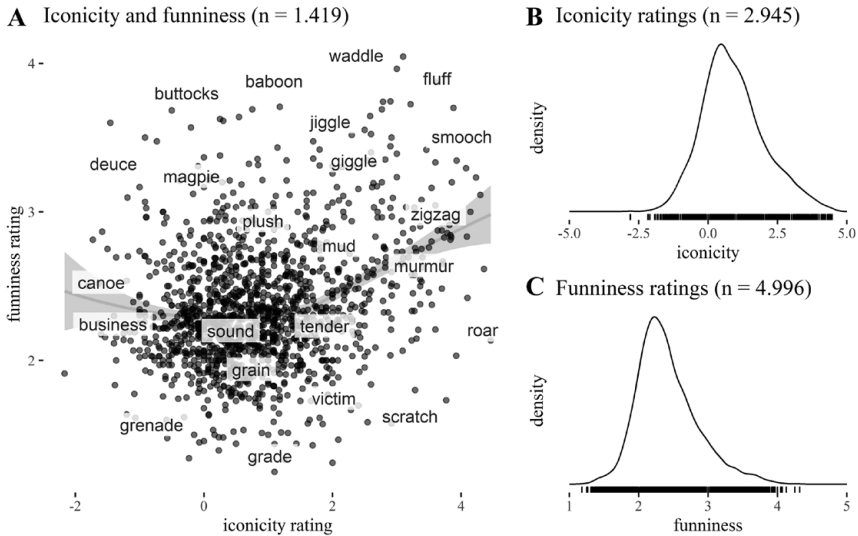 A Iconicity and funniness (n = 1.419)
waddle
fluff
baboon
buttocks
jiggle
smooch
deuce
giggle
magpie
plush
zigzag
mud
murmur
canoe
business
sound
tender
roar
grain
victim
scratch
grenade
grade
4
3
2
funniness rating
-2 0 2 4
iconicity rating
B Iconicity ratings (n = 2.945)
density
-5.0 -2.5 0.0 2.5 5.0
iconicity
C Funniness ratings (n = 4.996)
density
1 2 3 4 5
funniness